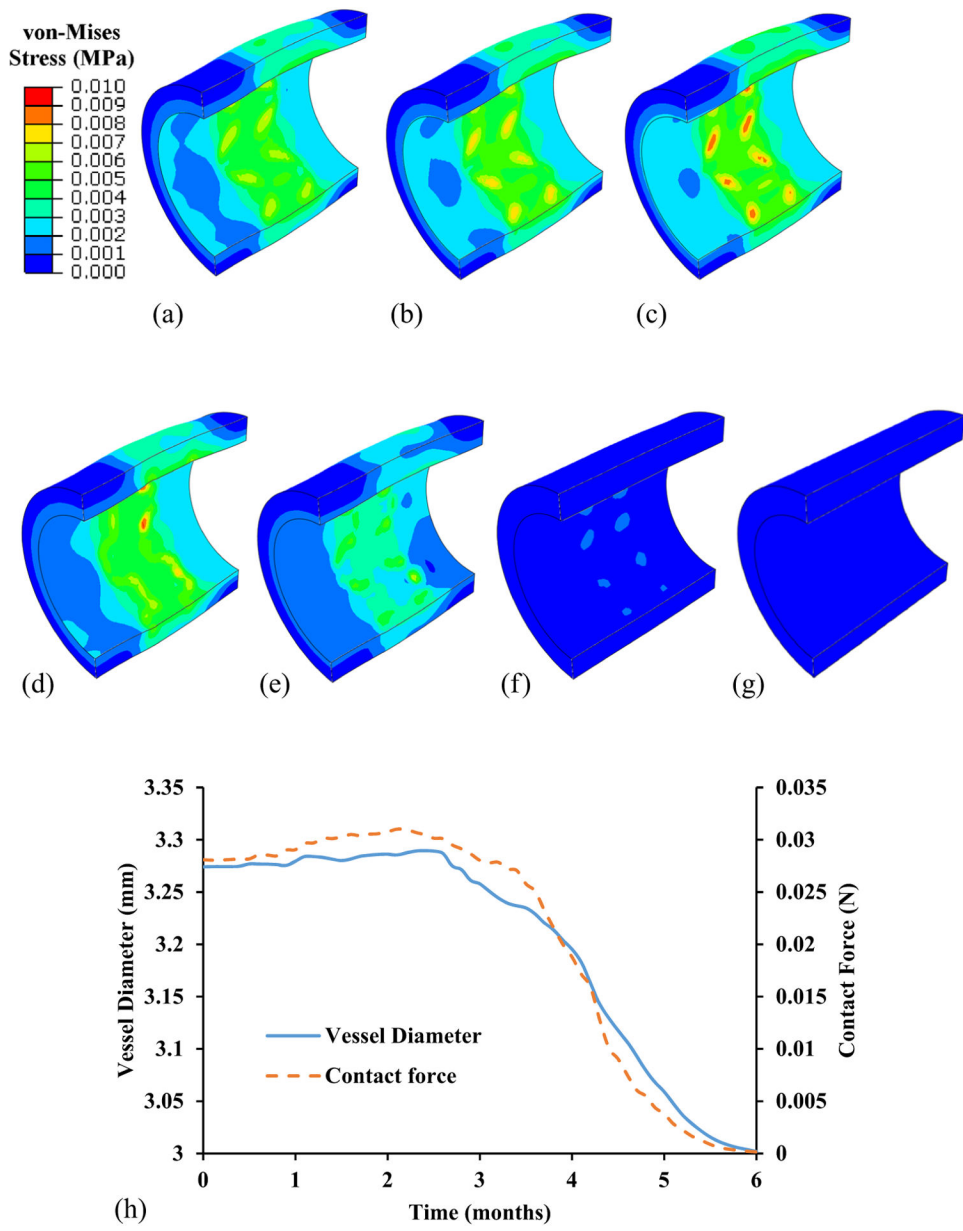 von-Mises
Stress (MPa)
0.010
0.009
0.008
0.007
0.006
0.005
0.004
0.003
0.002
0.001
0.000
(a)
(b)
(c)
(d)
(e)
(f)
(g)
3.35
3.3
3.25
3.2
3.15
3.1
3.05
3
Vessel Diameter (mm)
0.035
0.03
0.025
0.02
0.015
0.01
0.005
0
Contact Force (N)
Vessel Diameter
Contact force
0 1 2 3 4 5 6
Time (months)
(h)